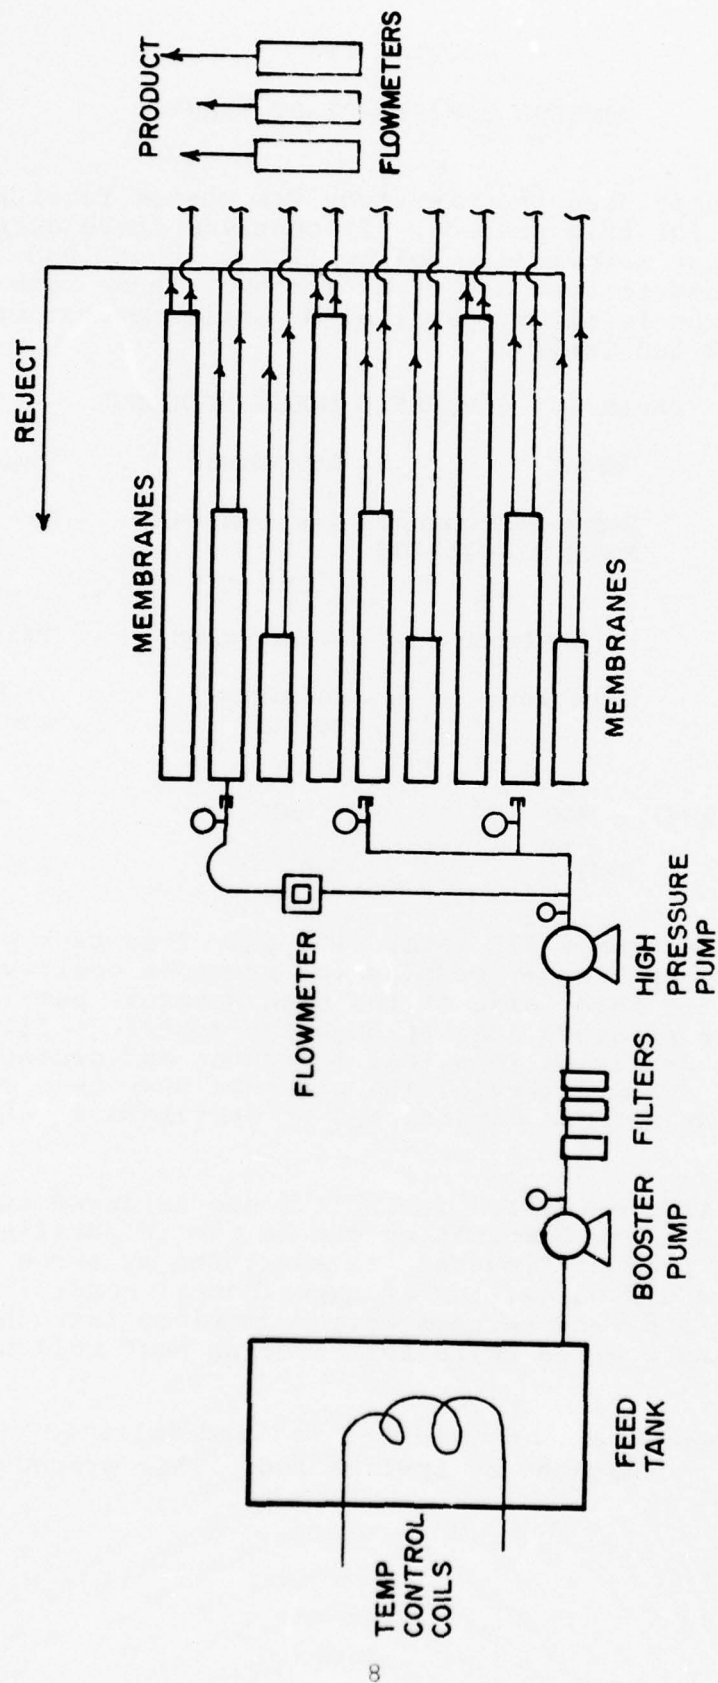 REJECT
PRODUCT
FLOWMETERS
MEMBRANES
MEMBRANES
FLOWMETER
HIGH
PRESSURE
PUMP
FILTERS
BOOSTER
PUMP
FEED
TANK
TEMP
CONTROL
COILS
8